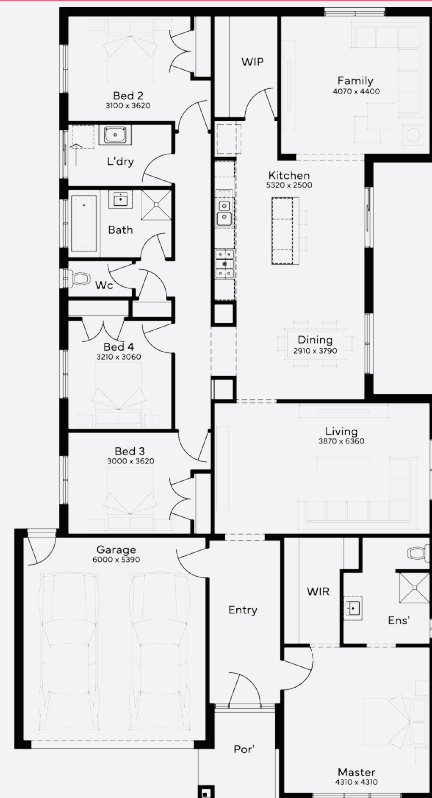 WIP
Family
4070 x 4400
Bed 2
3100 x 3620
L'dry
Kitchen
5320 x 2500
Bath
Wc
Bed 4
3210 x 3060
Dining
2910 x 3790
Living
3870 x 6360
Bed 3
3000 x 3620
Garage
6000 x 5390
WIR
Entry
Ens'
Por'
Master
4310 x 4310